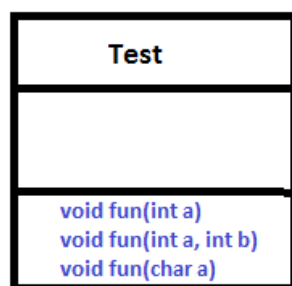 Test
void fun(int a)
void fun(int a, int b)
void fun(char a)